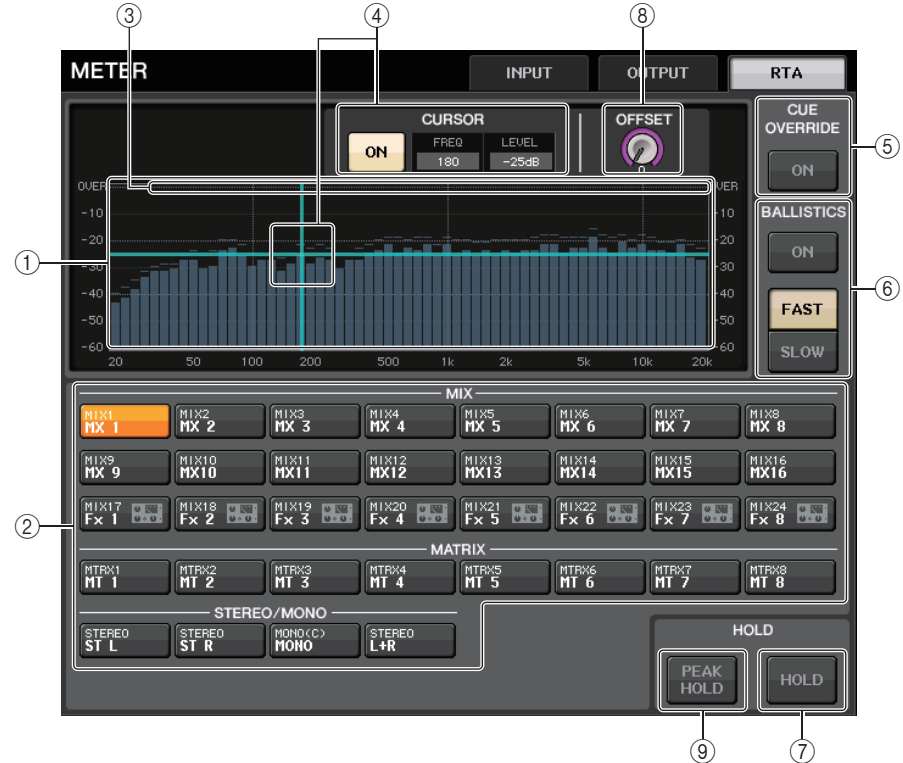 ③ ④ ⑧
METER INPUT OUTPUT RTA
CURSOR
ON FREQ 180 LEVEL -25dB
OFFSET
0
CUE OVERRIDE
ON
⑤
OVER OVER
-10 -10
-20 -20
-30 -30
-40 -40
-50 -50
-60 -60
20 50 100 200 500 1k 2k 5k 10k 20k
①
BALLISTICS
ON
FAST
SLOW
⑥
MIX
MIX1 MIX2 MIX3 MIX4 MIX5 MIX6 MIX7 MIX8
MX 1 MX 2 MX 3 MX 4 MX 5 MX 6 MX 7 MX 8
MIX9 MIX10 MIX11 MIX12 MIX13 MIX14 MIX15 MIX16
MX 9 MX10 MX11 MX12 MX13 MX14 MX15 MX16
MIX17 MIX18 MIX19 MIX20 MIX21 MIX22 MIX23 MIX24
Fx 1 Fx 2 Fx 3 Fx 4 Fx 5 Fx 6 Fx 7 Fx 8
②
MATRIX
MTRX1 MTRX2 MTRX3 MTRX4 MTRX5 MTRX6 MTRX7 MTRX8
MT 1 MT 2 MT 3 MT 4 MT 5 MT 6 MT 7 MT 8
STEREO/MONO
STEREO STEREO MONO(C) STEREO
ST L ST R MONO L+R
HOLD
PEAK HOLD HOLD
⑨ ⑦